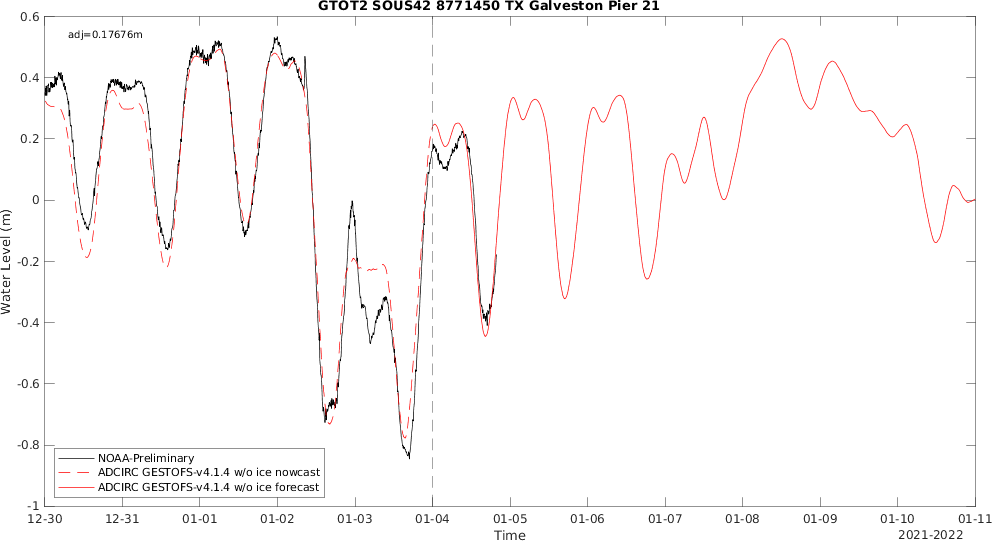 GTOT2 SOUS42 8771450 TX Galveston Pier 21
adj=0.17676m
0.6
0.4
0.2
0
-0.2
-0.4
-0.6
-0.8
-1
Water Level (m)
NOAA-Preliminary
ADCIRC GESTOFS-v4.1.4 w/o ice nowcast
ADCIRC GESTOFS-v4.1.4 w/o ice forecast
12-30 12-31 01-01 01-02 01-03 01-04 01-05 01-06 01-07 01-08 01-09 01-10 01-11
Time
2021-2022